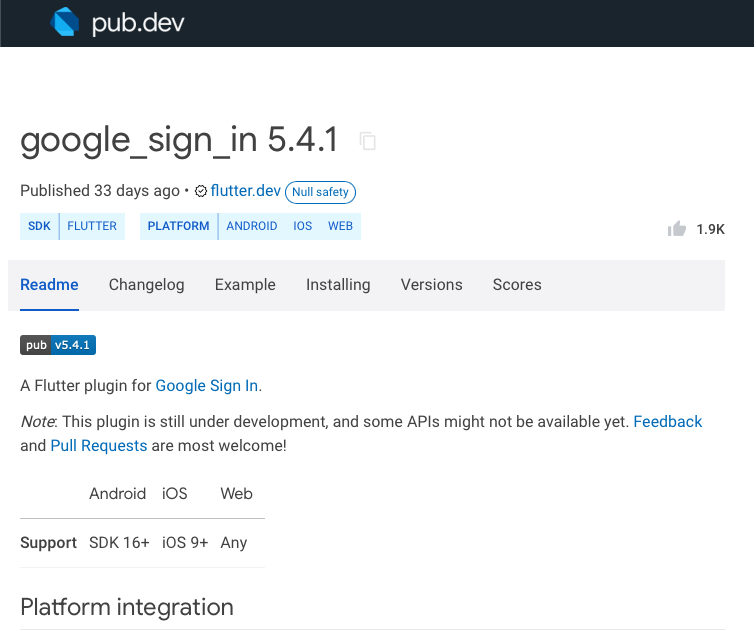 pub.dev
google_sign_in 5.4.1
Published 33 days ago • flutter.dev Null safety
SDK FLUTTER PLATFORM ANDROID IOS WEB
1.9K
Readme Changelog Example Installing Versions Scores
pub v5.4.1
A Flutter plugin for Google Sign In.
Note: This plugin is still under development, and some APIs might not be available yet. Feedback
and Pull Requests are most welcome!
Android iOS Web
Support SDK 16+ iOS 9+ Any
Platform integration